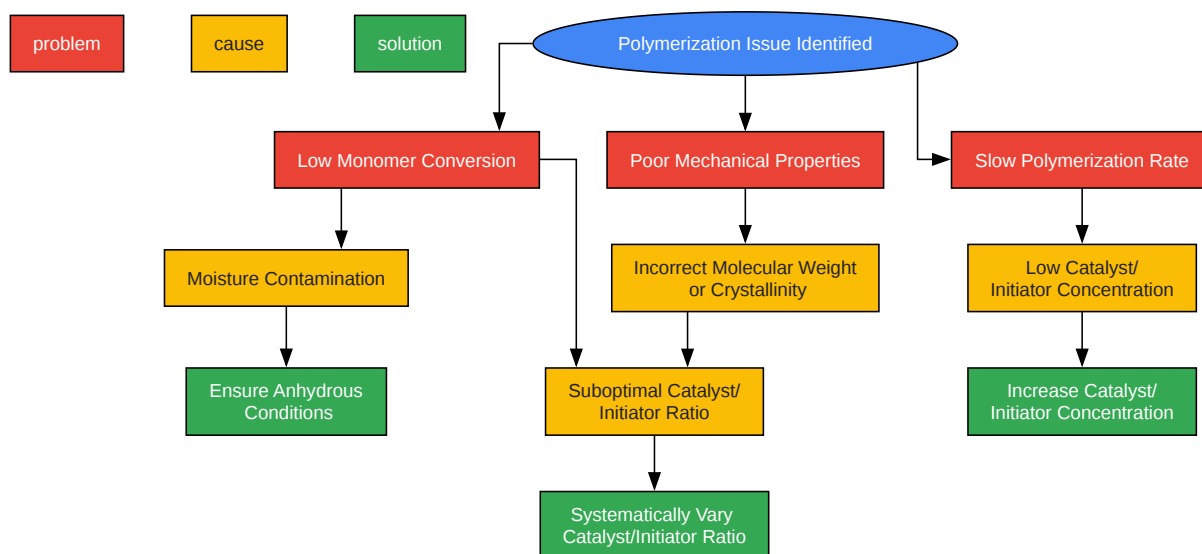 problem
cause
solution
Polymerization Issue Identified
Low Monomer Conversion
Poor Mechanical Properties
Slow Polymerization Rate
Moisture Contamination
Incorrect Molecular Weight
or Crystallinity
Low Catalyst/
Initiator Concentration
Ensure Anhydrous
Conditions
Suboptimal Catalyst/
Initiator Ratio
Increase Catalyst/
Initiator Concentration
Systematically Vary
Catalyst/Initiator Ratio